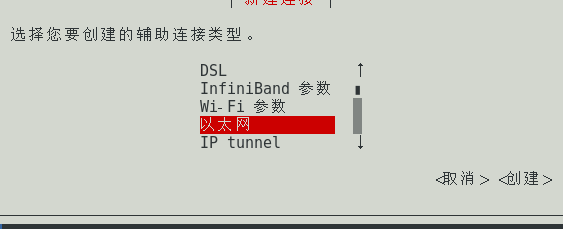 新建连接
选择您要创建的辅助连接类型。
DSL
InfiniBand 参数
Wi-Fi 参数
以太网
IP tunnel
<取消> <创建>